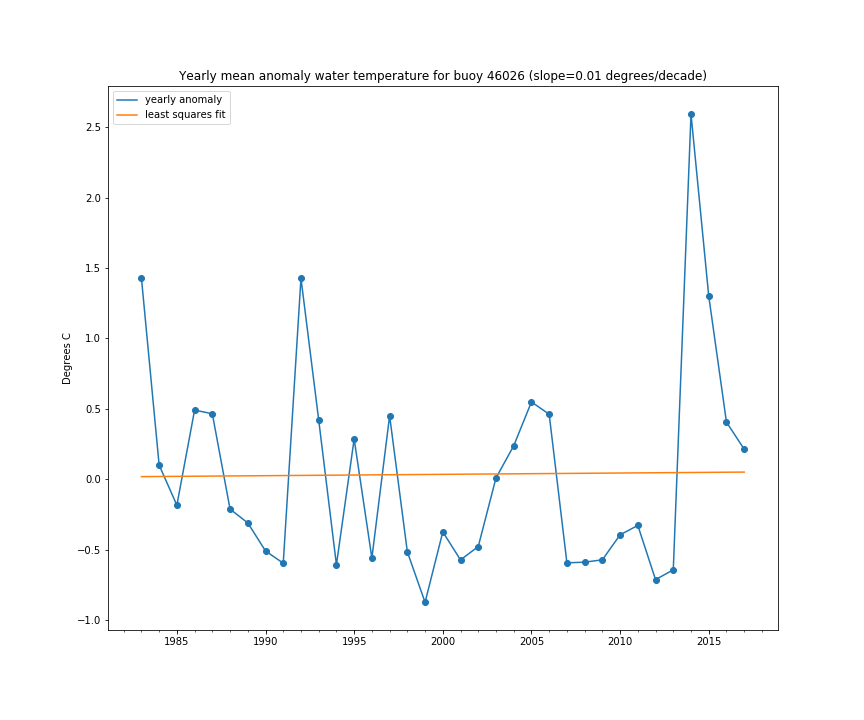 Yearly mean anomaly water temperature for buoy 46026 (slope=0.01 degrees/decade)
yearly anomaly
least squares fit
2.5
2.0
1.5
1.0
0.5
0.0
−0.5
−1.0
Degrees C
1985 1990 1995 2000 2005 2010 2015